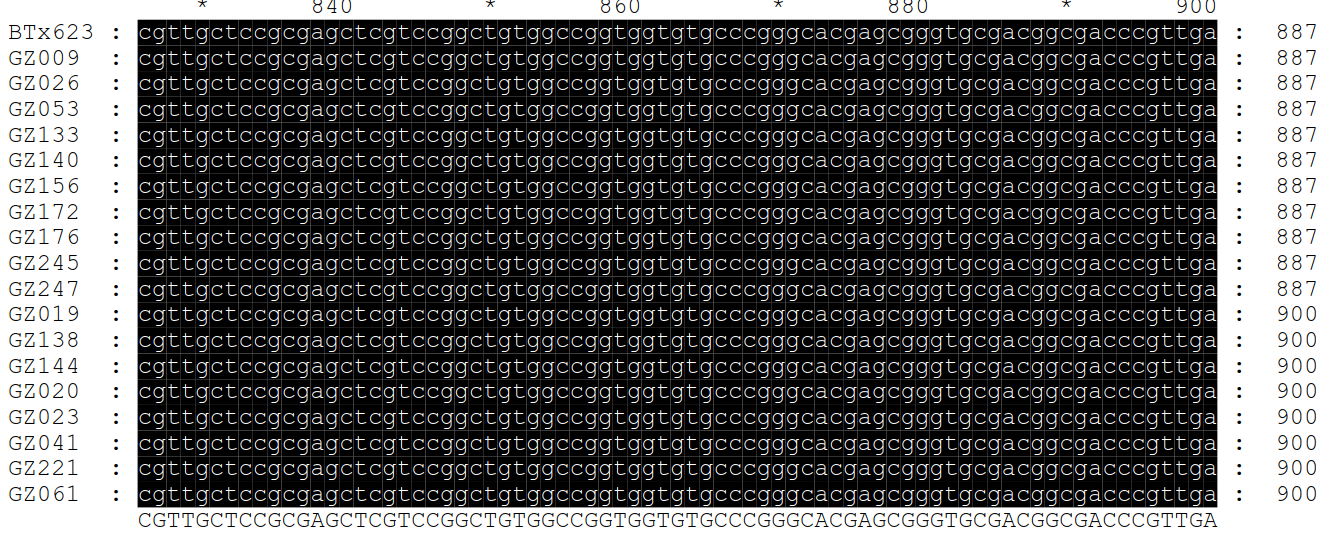 * 840 * 860 * 880 * 900
BTx623 : cgttgctccgcgagctcgtccggctgtggccggtggtgtgcccgggcacgagcgggtgcgacggcgacccgttga : 887
GZ009 : cgttgctccgcgagctcgtccggctgtggccggtggtgtgcccgggcacgagcgggtgcgacggcgacccgttga : 887
GZ026 : cgttgctccgcgagctcgtccggctgtggccggtggtgtgcccgggcacgagcgggtgcgacggcgacccgttga : 887
GZ053 : cgttgctccgcgagctcgtccggctgtggccggtggtgtgcccgggcacgagcgggtgcgacggcgacccgttga : 887
GZ133 : cgttgctccgcgagctcgtccggctgtggccggtggtgtgcccgggcacgagcgggtgcgacggcgacccgttga : 887
GZ140 : cgttgctccgcgagctcgtccggctgtggccggtggtgtgcccgggcacgagcgggtgcgacggcgacccgttga : 887
GZ156 : cgttgctccgcgagctcgtccggctgtggccggtggtgtgcccgggcacgagcgggtgcgacggcgacccgttga : 887
GZ172 : cgttgctccgcgagctcgtccggctgtggccggtggtgtgcccgggcacgagcgggtgcgacggcgacccgttga : 887
GZ176 : cgttgctccgcgagctcgtccggctgtggccggtggtgtgcccgggcacgagcgggtgcgacggcgacccgttga : 887
GZ245 : cgttgctccgcgagctcgtccggctgtggccggtggtgtgcccgggcacgagcgggtgcgacggcgacccgttga : 887
GZ247 : cgttgctccgcgagctcgtccggctgtggccggtggtgtgcccgggcacgagcgggtgcgacggcgacccgttga : 887
GZ019 : cgttgctccgcgagctcgtccggctgtggccggtggtgtgcccgggcacgagcgggtgcgacggcgacccgttga : 900
GZ138 : cgttgctccgcgagctcgtccggctgtggccggtggtgtgcccgggcacgagcgggtgcgacggcgacccgttga : 900
GZ144 : cgttgctccgcgagctcgtccggctgtggccggtggtgtgcccgggcacgagcgggtgcgacggcgacccgttga : 900
GZ020 : cgttgctccgcgagctcgtccggctgtggccggtggtgtgcccgggcacgagcgggtgcgacggcgacccgttga : 900
GZ023 : cgttgctccgcgagctcgtccggctgtggccggtggtgtgcccgggcacgagcgggtgcgacggcgacccgttga : 900
GZ041 : cgttgctccgcgagctcgtccggctgtggccggtggtgtgcccgggcacgagcgggtgcgacggcgacccgttga : 900
GZ221 : cgttgctccgcgagctcgtccggctgtggccggtggtgtgcccgggcacgagcgggtgcgacggcgacccgttga : 900
GZ061 : cgttgctccgcgagctcgtccggctgtggccggtggtgtgcccgggcacgagcgggtgcgacggcgacccgttga : 900
CGTTGCTCCGCGAGCTCGTCCGGCTGTGGCCGGTGGTGTGCCCGGGCACGAGCGGGTGCGACGGCGACCCGTTGA